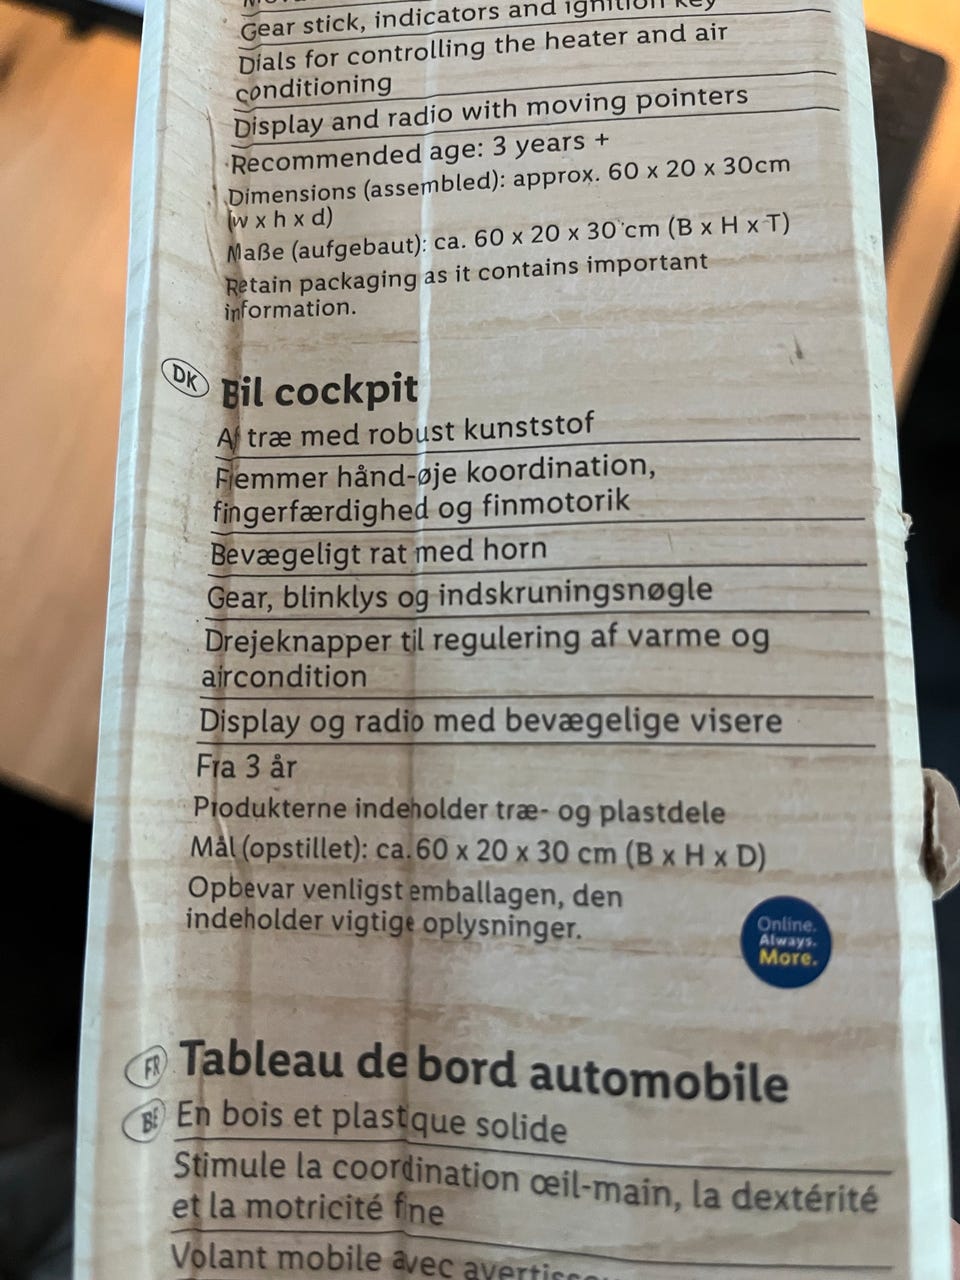 Gear stick, indicators and ignition key
Dials for controlling the heater and air
conditioning
Display and radio with moving pointers
Recommended age: 3 years +
Dimensions (assembled): approx. 60 x 20 x 30cm
(w x h x d)
Maße (aufgebaut): ca. 60 x 20 x 30 cm (B x H x T)
Retain packaging as it contains important
information.
DK
Bil cockpit
Af træ med robust kunststof
Fremmer hånd-øje koordination,
fingerfærdighed og finmotorik
Bevægeligt rat med horn
Gear, blinklys og indskruningsnøgle
Drejeknapper til regulering af varme og
aircondition
Display og radio med bevægelige visere
Fra 3 år
Produkterne indeholder træ- og plastdele
Mål (opstillet): ca. 60 x 20 x 30 cm (B x H x D)
Opbevar venligst emballagen, den
indeholder vigtige oplysninger.
Online.
Always.
More.
FR
Tableau de bord automobile
BE
En bois et plastique solide
Stimule la coordination œil-main, la dextérité
et la motricité fine
Volant mobile avec